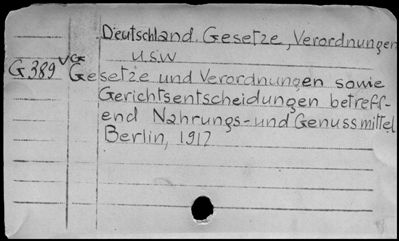 Deutschland. Gesetze, Verordnungen
u.s.w
G 389 Gesetze und Verordnungen sowie
Gerichtsentscheidungen betreff-
end Nahrungs- und Genussmittel
Berlin, 1917